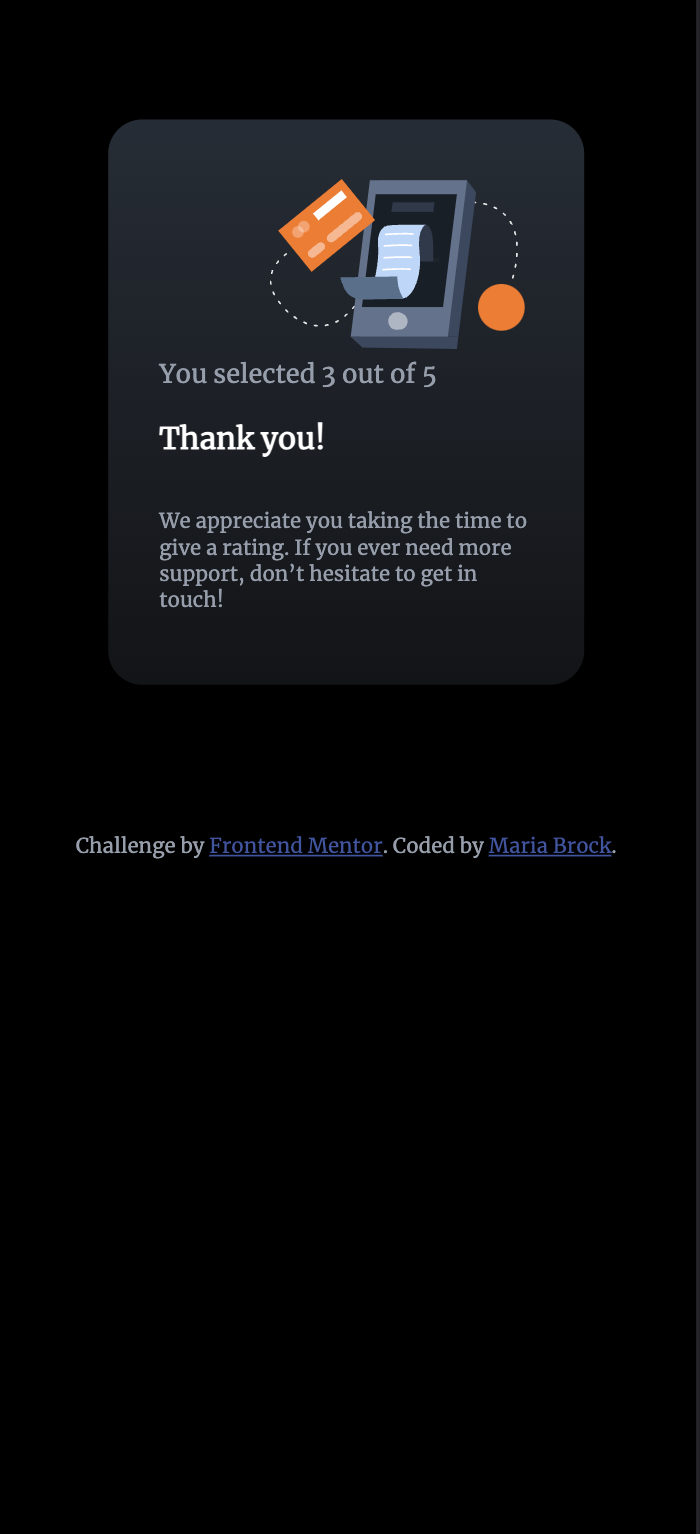 You selected 3 out of 5
Thank you!
We appreciate you taking the time to
give a rating. If you ever need more
support, don’t hesitate to get in
touch!
Challenge by Frontend Mentor. Coded by Maria Brock.